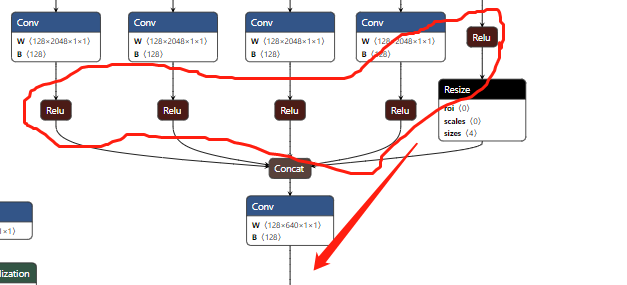 Conv
W ⟨128×2048×1×1⟩
B ⟨128⟩
Conv
W ⟨128×2048×1×1⟩
B ⟨128⟩
Conv
W ⟨128×2048×1×1⟩
B ⟨128⟩
Conv
W ⟨128×2048×1×1⟩
B ⟨128⟩
Relu
Resize
roi ⟨0⟩
scales ⟨0⟩
sizes ⟨4⟩
Relu
Relu
Relu
Relu
Concat
Conv
W ⟨128×640×1×1⟩
B ⟨128⟩
×1⟩
lization